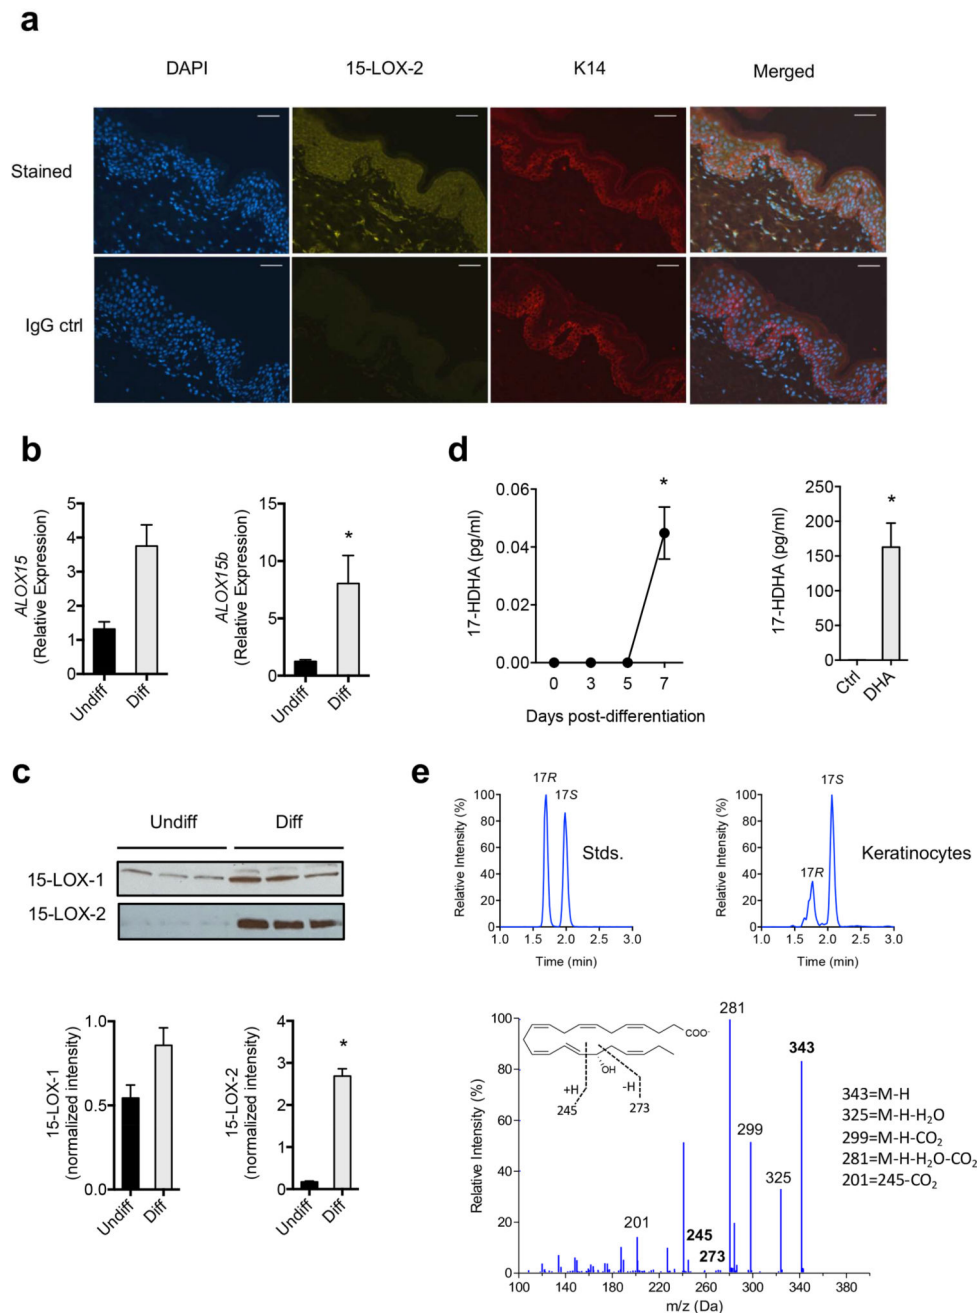 a
DAPI 15-LOX-2 K14 Merged
Stained
IgG ctrl
b
ALOX15
(Relative Expression)
5
4
3
2
1
0
Undiff Diff
ALOX15b
(Relative Expression)
15
10
5
0
*
Undiff Diff
d
17-HDHA (pg/ml)
0.06
0.04
0.02
0.00
*
0 3 5 7
Days post-differentiation
17-HDHA (pg/ml)
250
200
150
100
50
0
*
Ctrl DHA
c
Undiff Diff
15-LOX-1
15-LOX-2
15-LOX-1
(normalized intensity)
1.0
0.5
0.0
Undiff Diff
15-LOX-2
(normalized intensity)
4
3
2
1
0
*
Undiff Diff
e
Relative Intensity (%)
100
80
60
40
20
0
17R
17S
Stds.
1.0 1.5 2.0 2.5 3.0
Time (min)
Relative Intensity (%)
100
80
60
40
20
0
17R
17S
Keratinocytes
1.0 1.5 2.0 2.5 3.0
Time (min)
Relative Intensity (%)
100
80
60
40
20
0
COO⁻
OH
+H
245
-H
273
281
343
299
325
201
245
273
100 140 180 220 260 300 340 380
m/z (Da)
343=M-H
325=M-H-H₂O
299=M-H-CO₂
281=M-H-H₂O-CO₂
201=245-CO₂